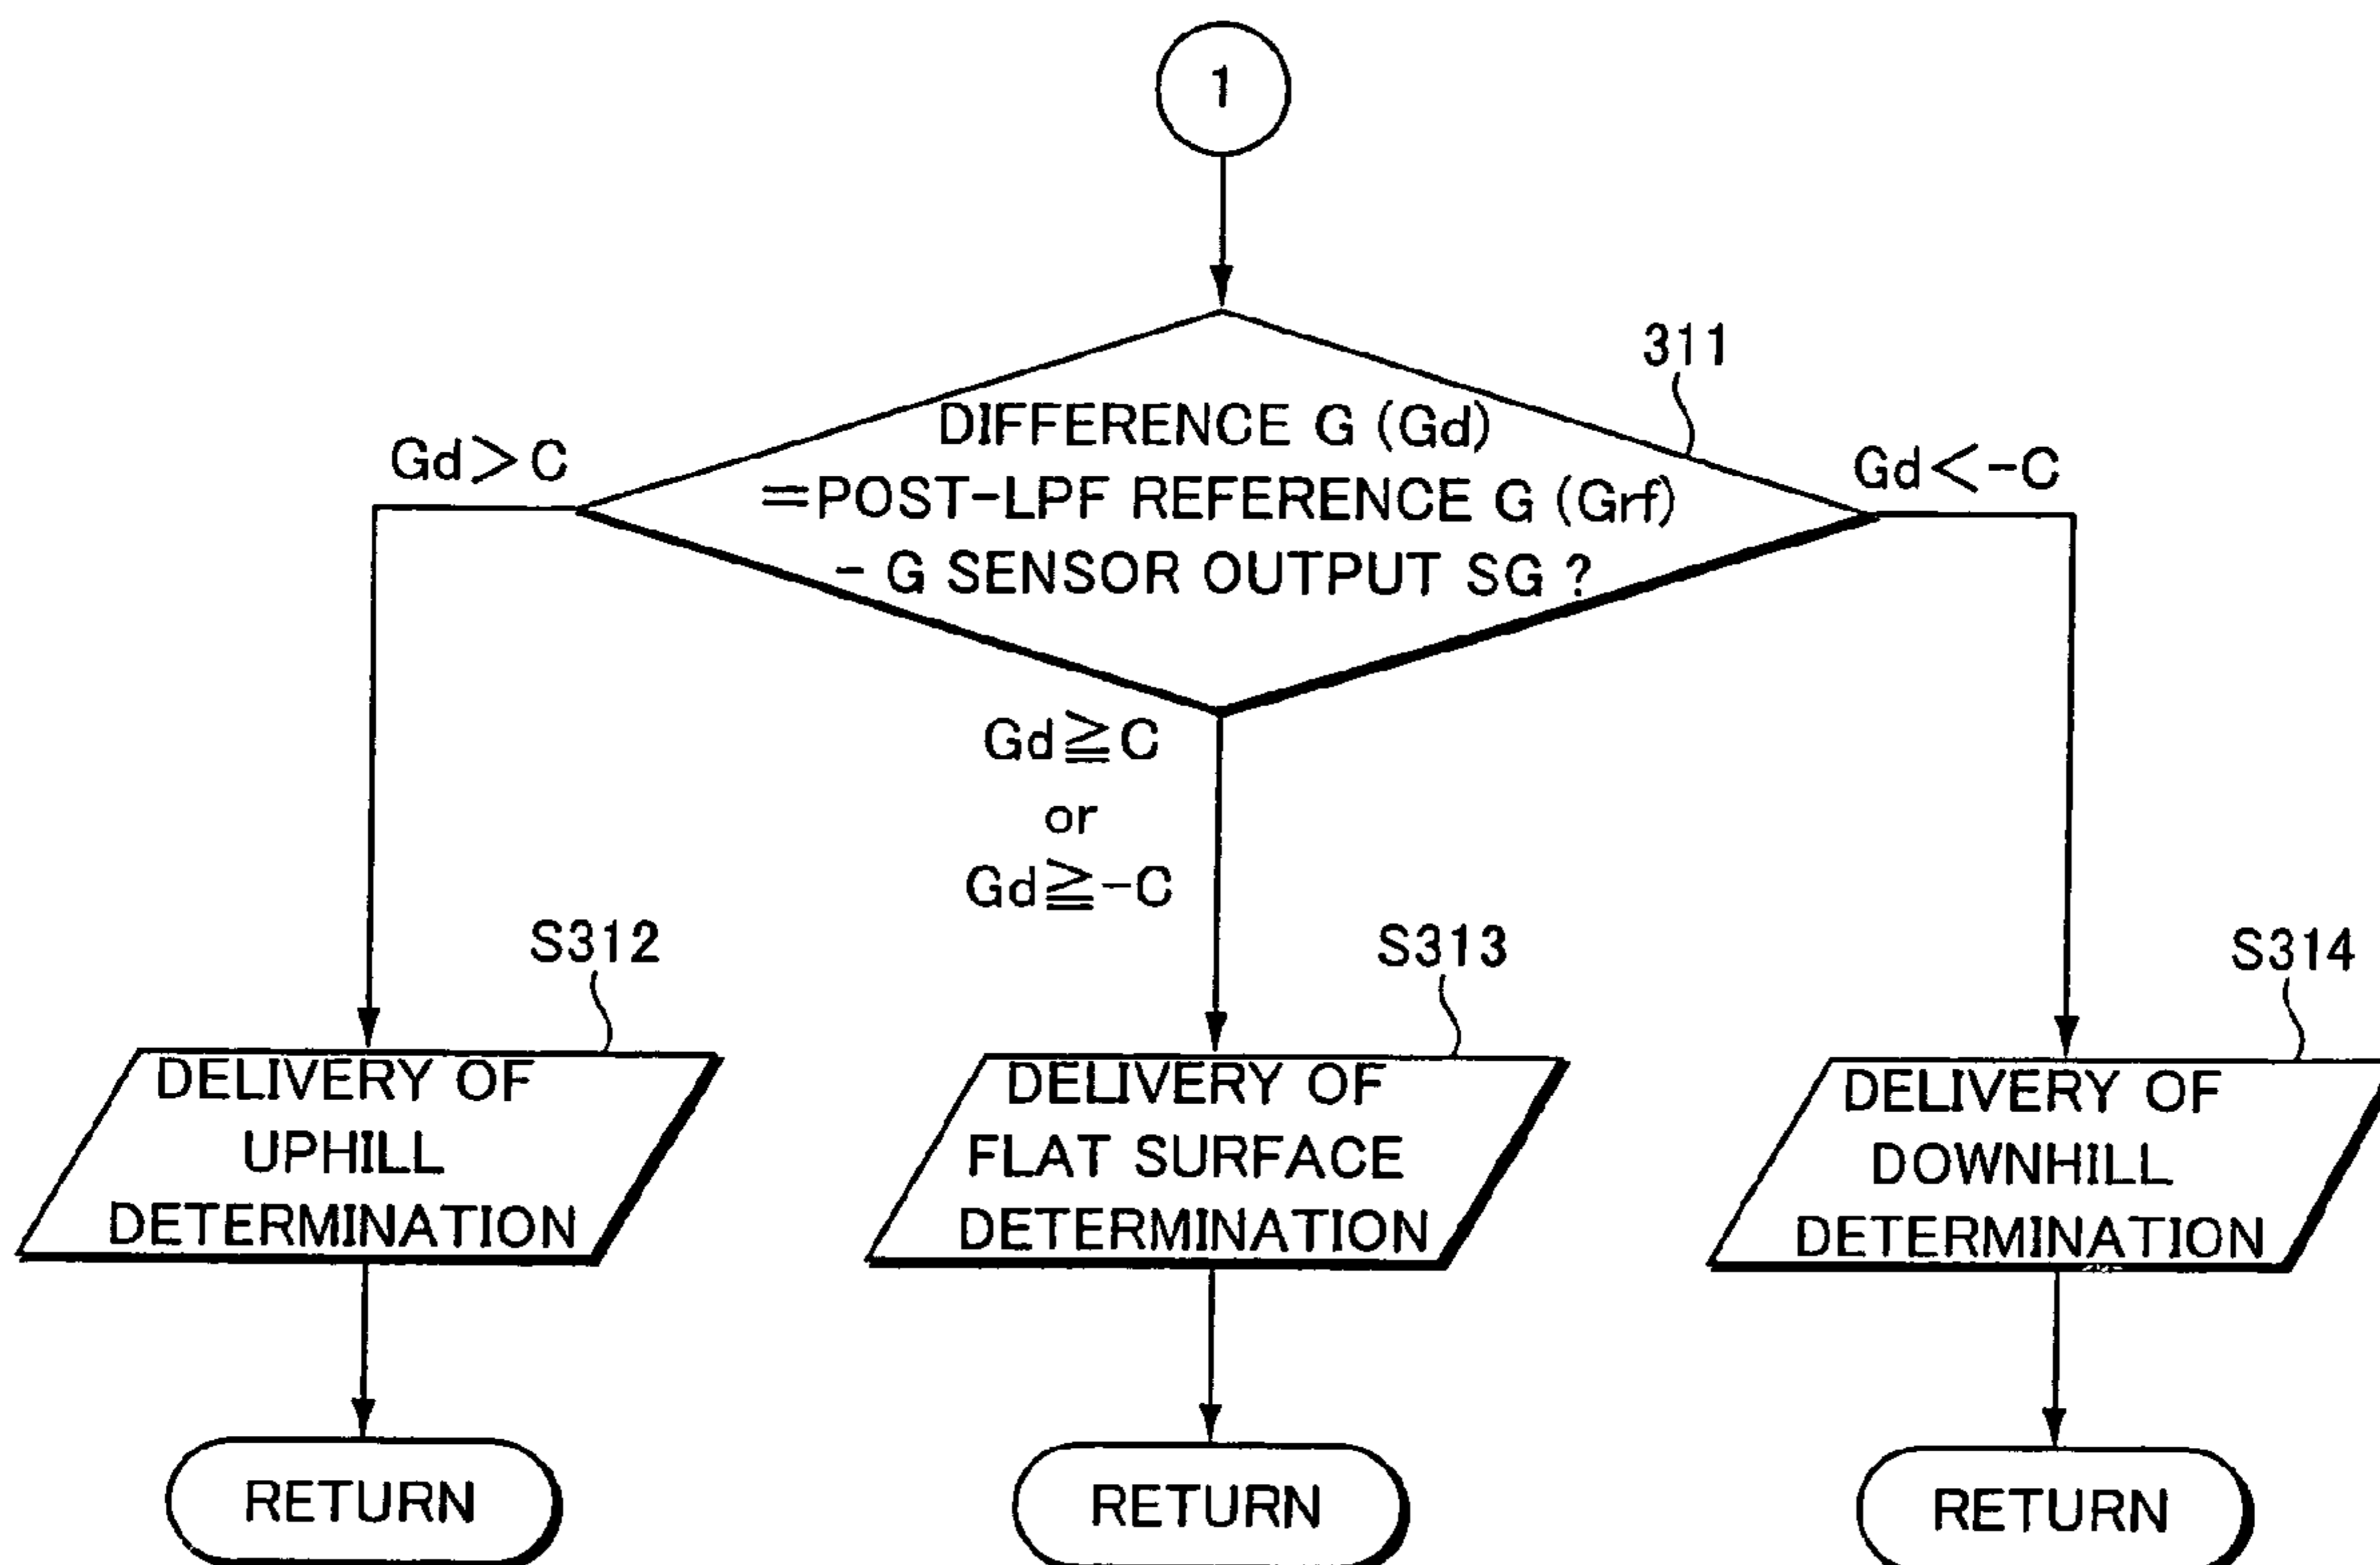 1
311
DIFFERENCE G (Gd)
=POST-LPF REFERENCE G (Grf)
- G SENSOR OUTPUT SG ?
Gd>C
Gd<-C
Gd≧C
or
Gd≧-C
S312
S313
S314
DELIVERY OF
UPHILL
DETERMINATION
DELIVERY OF
FLAT SURFACE
DETERMINATION
DELIVERY OF
DOWNHILL
DETERMINATION
RETURN
RETURN
RETURN